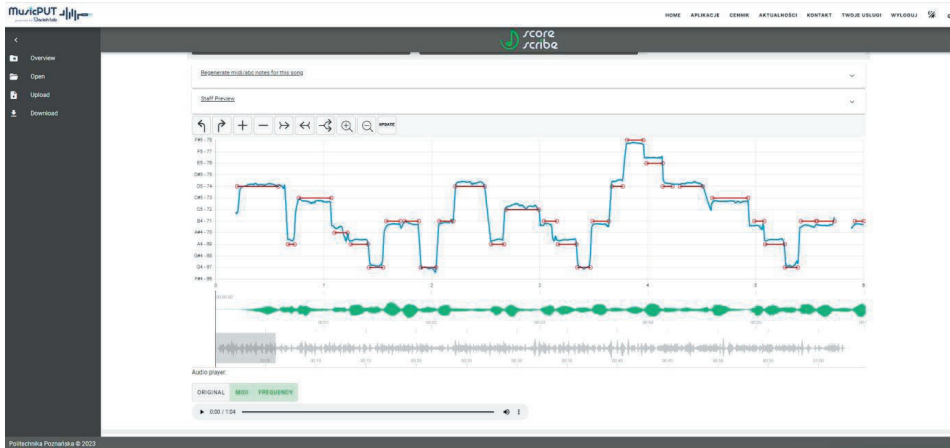 MusicPUT
HOME APLIKACJE CENNIK AKTUALNOŚCI KONTAKT TWOJE USŁUGI WYLOGUJ
score
scribe
Overview
Open
Upload
Download
Regenerate midi/abc notes for this song
Staff Preview
UPDATE
F#5 - 78
F5 - 77
E5 - 76
D#5 - 75
D5 - 74
C#5 - 73
C5 - 72
B4 - 71
A#4 - 70
A4 - 69
G#4 - 68
G4 - 67
F#4 - 66
0 1 2 3 4 5 6
Audio player:
ORIGINAL MIDI FREQUENCY
0:00 / 1:04
Politechnika Poznańska © 2023